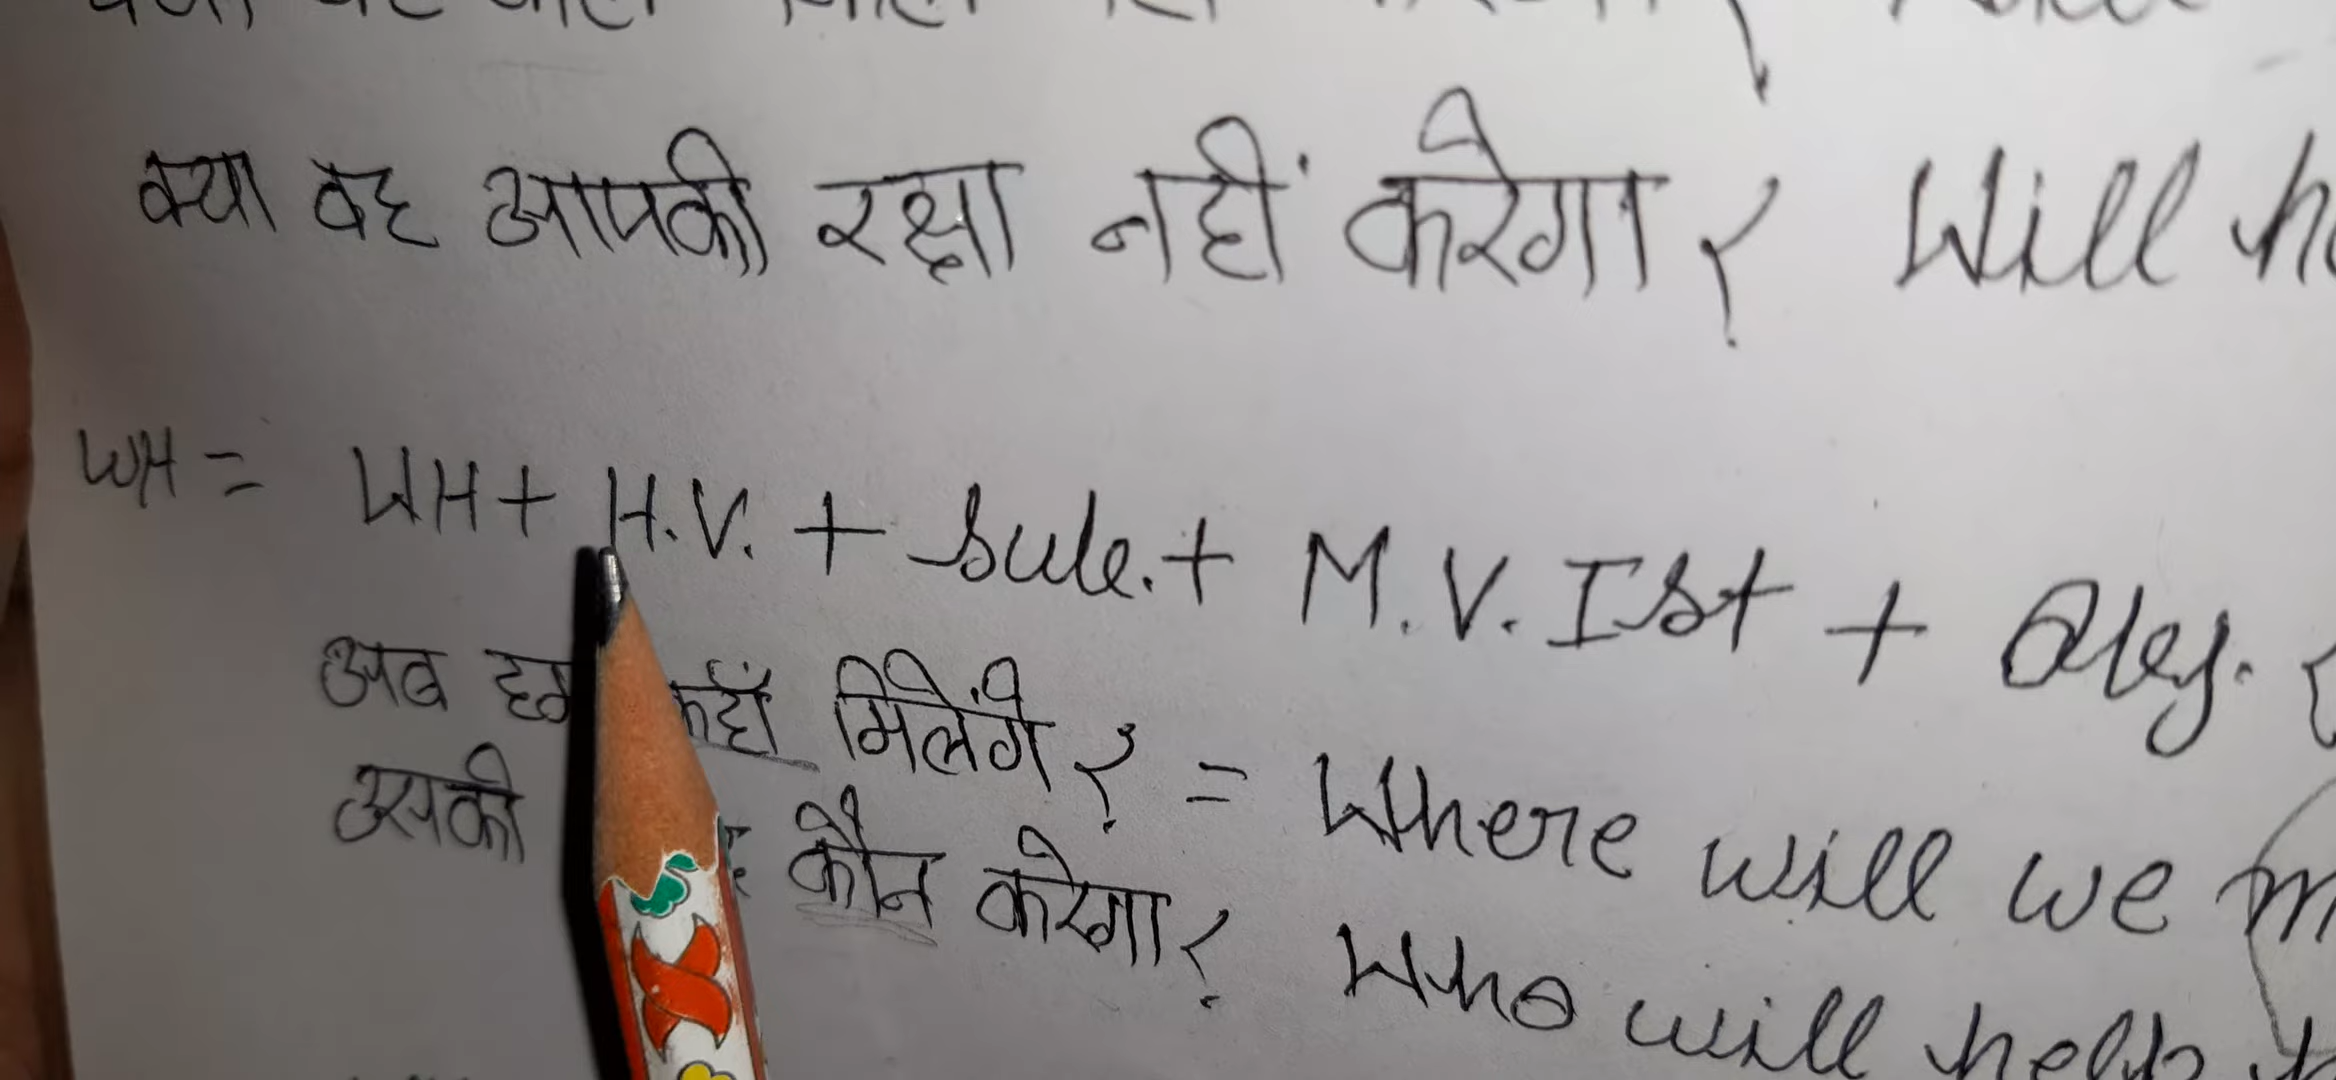 क्या वह आपकी रक्षा नहीं करेगा? Will
WH = WH + H.V. + Sub. + M.V. Ist + Obj.
अब कहाँ मिलेंगे? = Where will we
उसकी कौन करेगा? Who will help